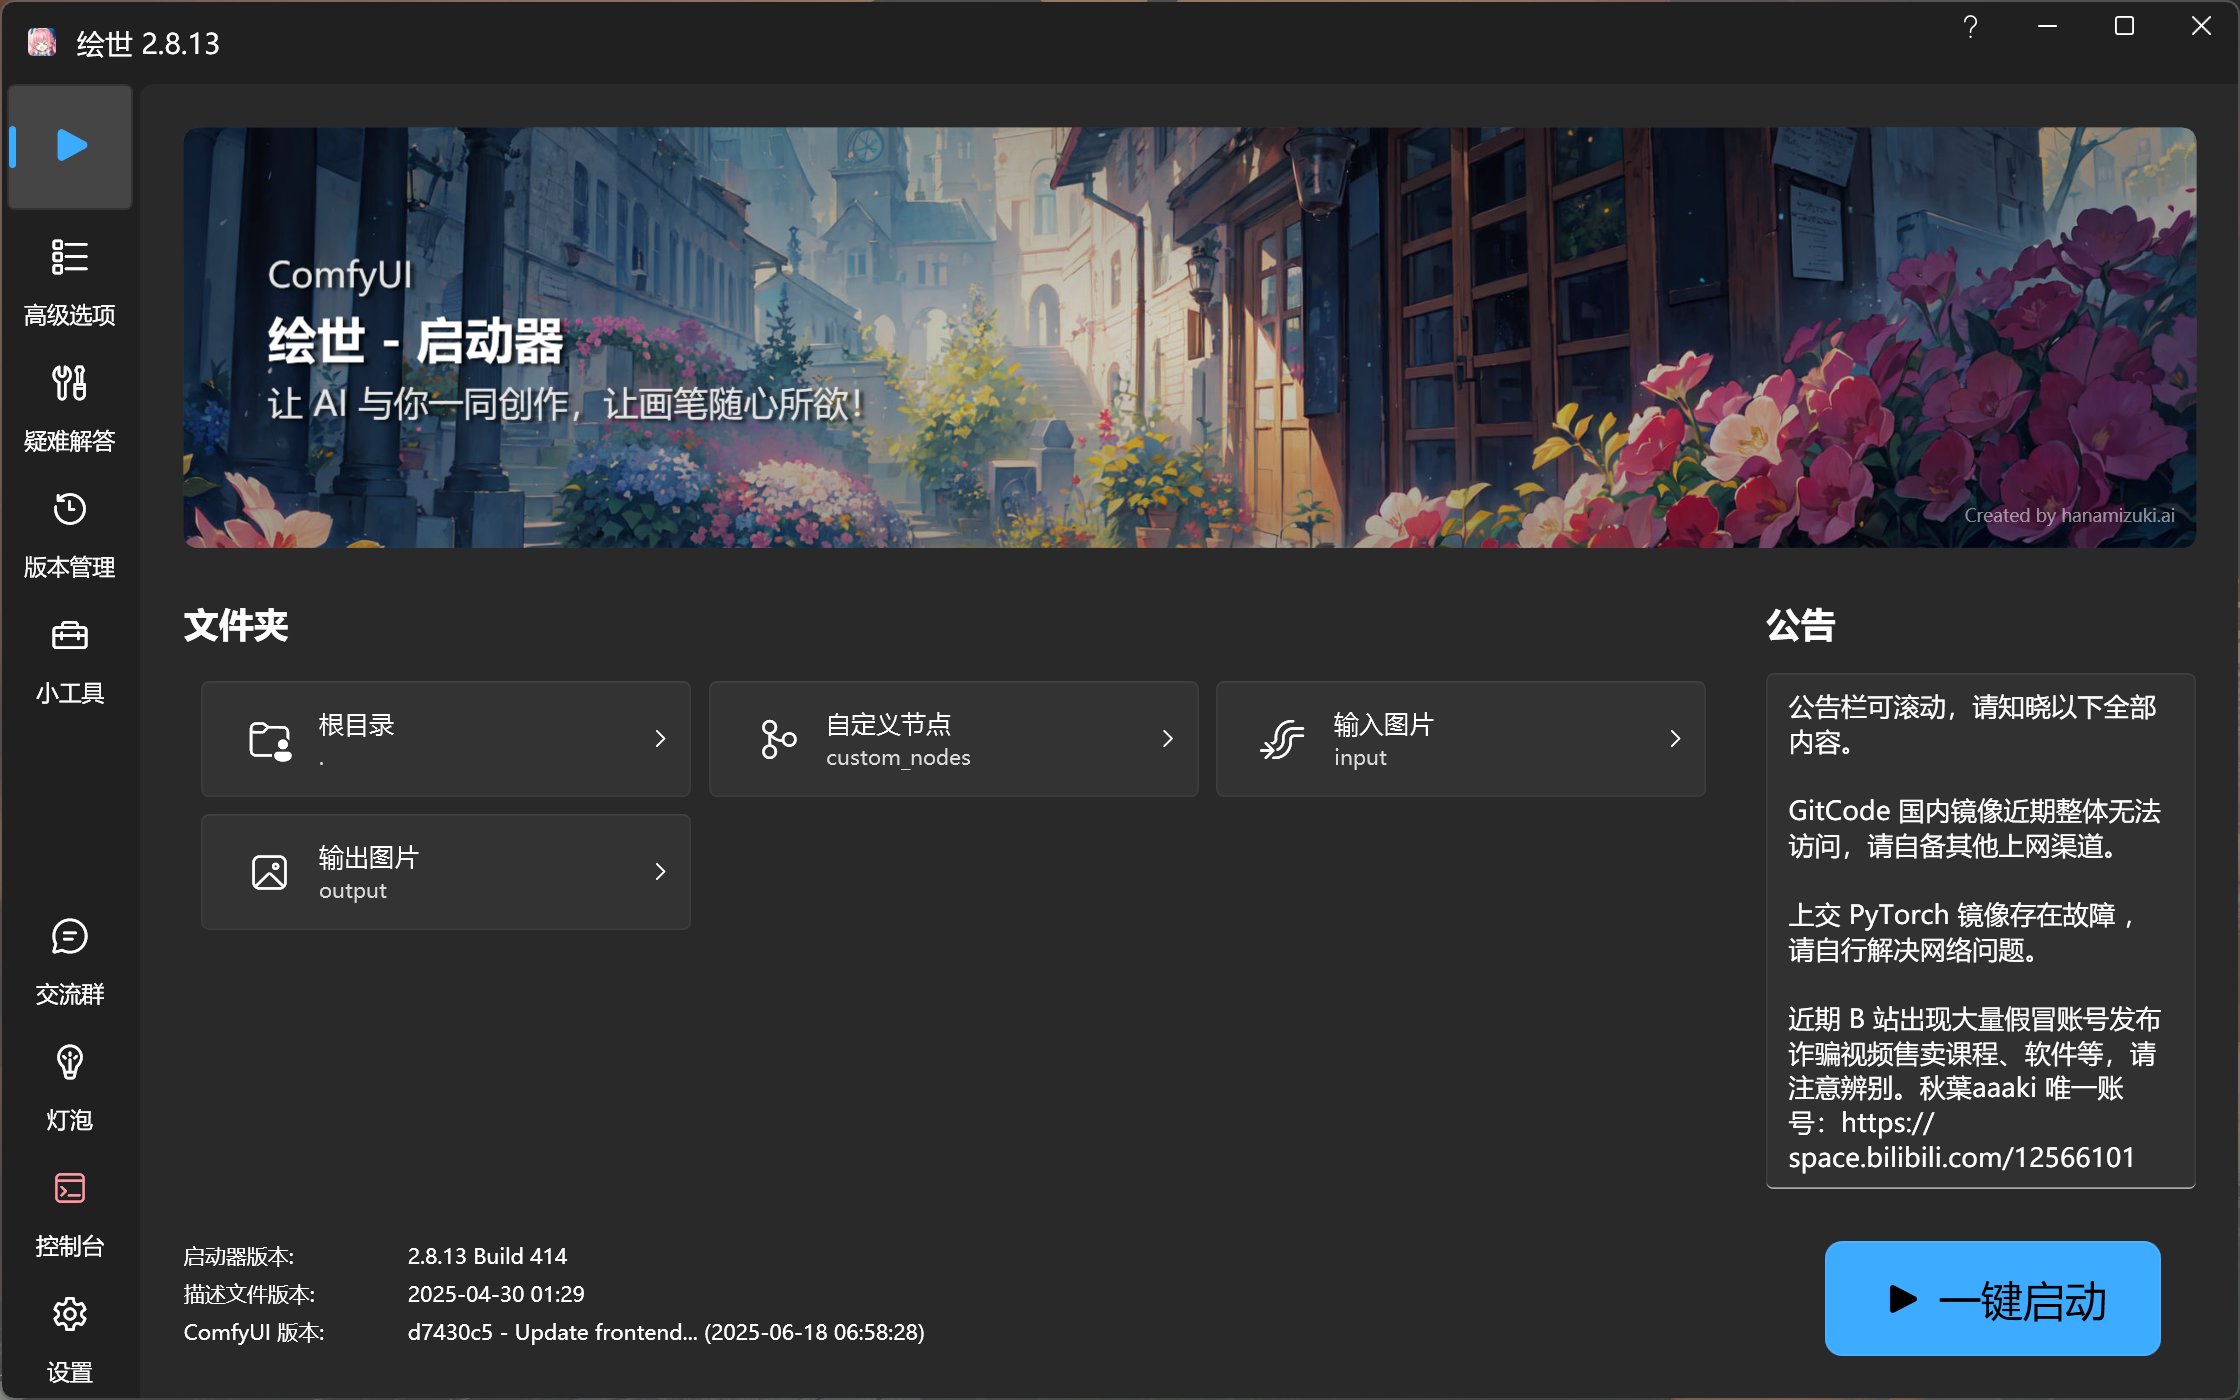 绘世 2.8.13
高级选项
疑难解答
版本管理
小工具
交流群
灯泡
控制台
设置
ComfyUI
绘世 - 启动器
让 AI 与你一同创作，让画笔随心所欲！
Created by hanamizuki.ai
文件夹
根目录
.
自定义节点
custom_nodes
输入图片
input
输出图片
output
公告
公告栏可滚动，请知晓以下全部
内容。
GitCode 国内镜像近期整体无法
访问，请自备其他上网渠道。
上交 PyTorch 镜像存在故障 ，
请自行解决网络问题。
近期 B 站出现大量假冒账号发布
诈骗视频售卖课程、软件等，请
注意辨别。秋葉aaaki 唯一账
号：https://
space.bilibili.com/12566101
启动器版本: 2.8.13 Build 414
描述文件版本: 2025-04-30 01:29
ComfyUI 版本: d7430c5 - Update frontend... (2025-06-18 06:58:28)
一键启动